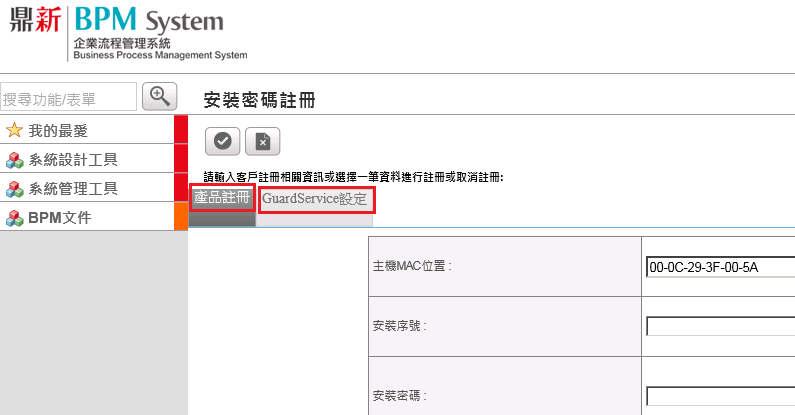 鼎新 BPM System
企業流程管理系統
Business Process Management System
搜尋功能/表單
安裝密碼註冊
我的最愛
系統設計工具
系統管理工具
BPM文件
請輸入客戶註冊相關資訊或選擇一筆資料進行註冊或取消註冊:
產品註冊 GuardService設定
主機MAC位置 : 00-0C-29-3F-00-5A
安裝序號 :
安裝密碼 :